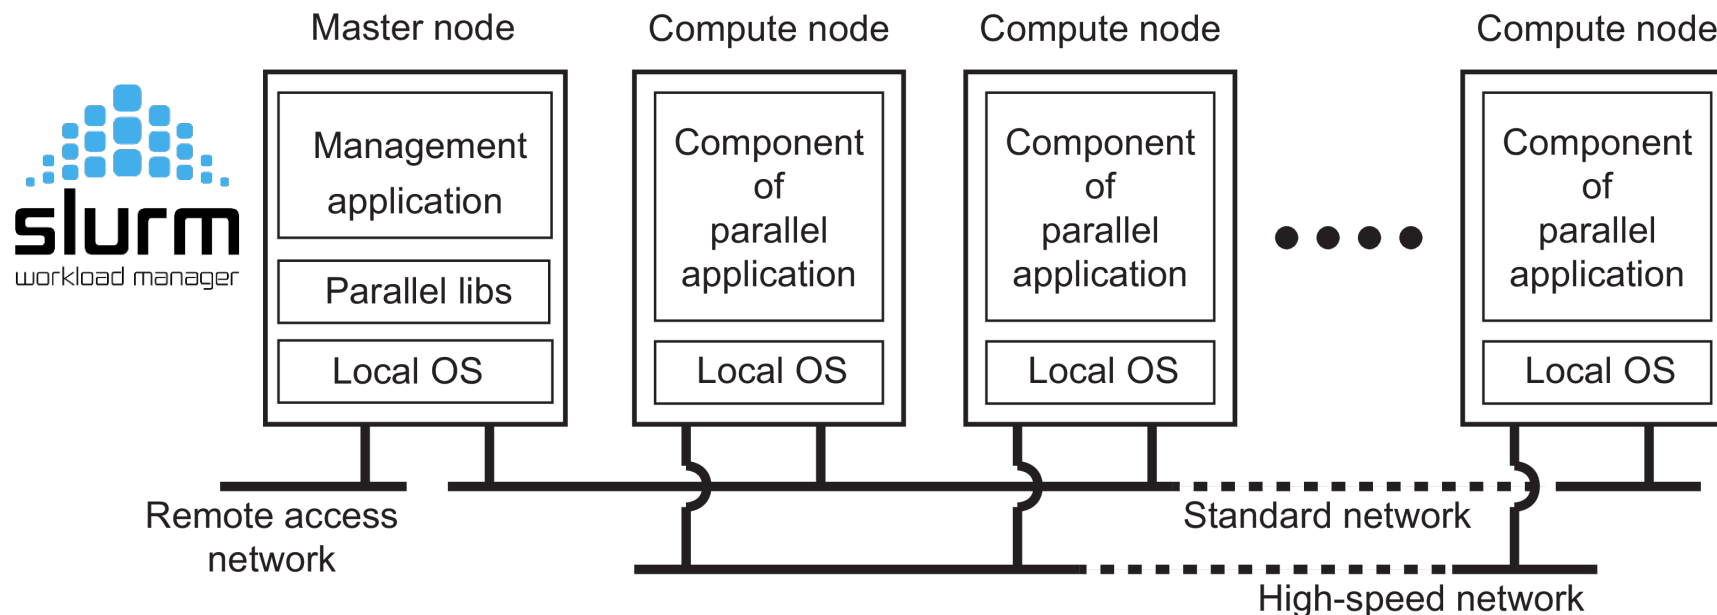 Master node
Compute node
Compute node
Compute node
slurm
workload manager
Management
application
Parallel libs
Local OS
Component
of
parallel
application
Local OS
Component
of
parallel
application
Local OS
Component
of
parallel
application
Local OS
Remote access
network
Standard network
High-speed network